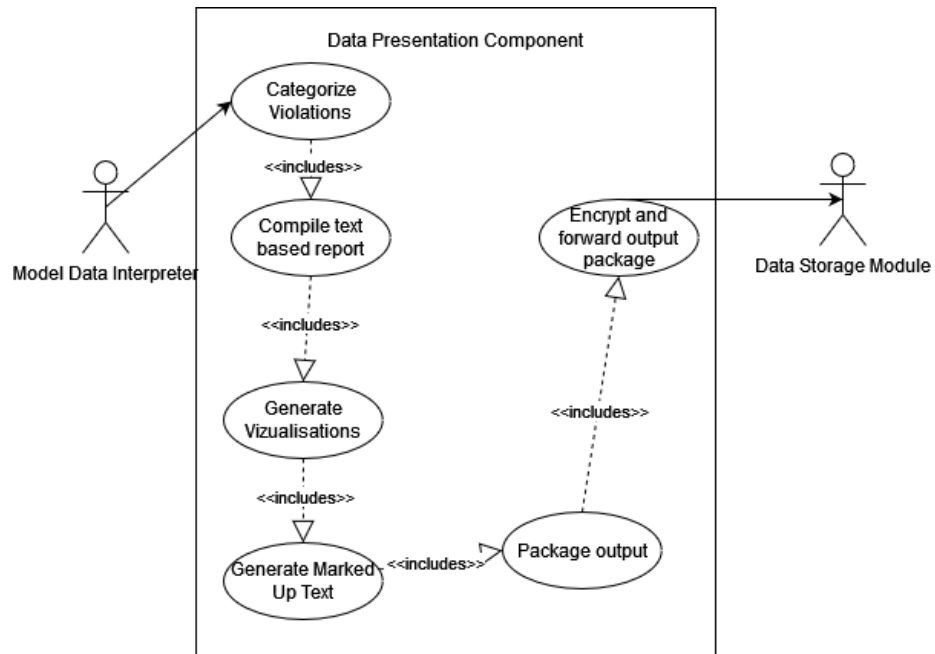 Data Presentation Component
Categorize
Violations
<<includes>>
Model Data Interpreter
Compile text
based report
<<includes>>
Generate
Vizualisations
<<includes>>
Generate Marked
Up Text
<<includes>>
Package output
<<includes>>
Encrypt and
forward output
package
Data Storage Module